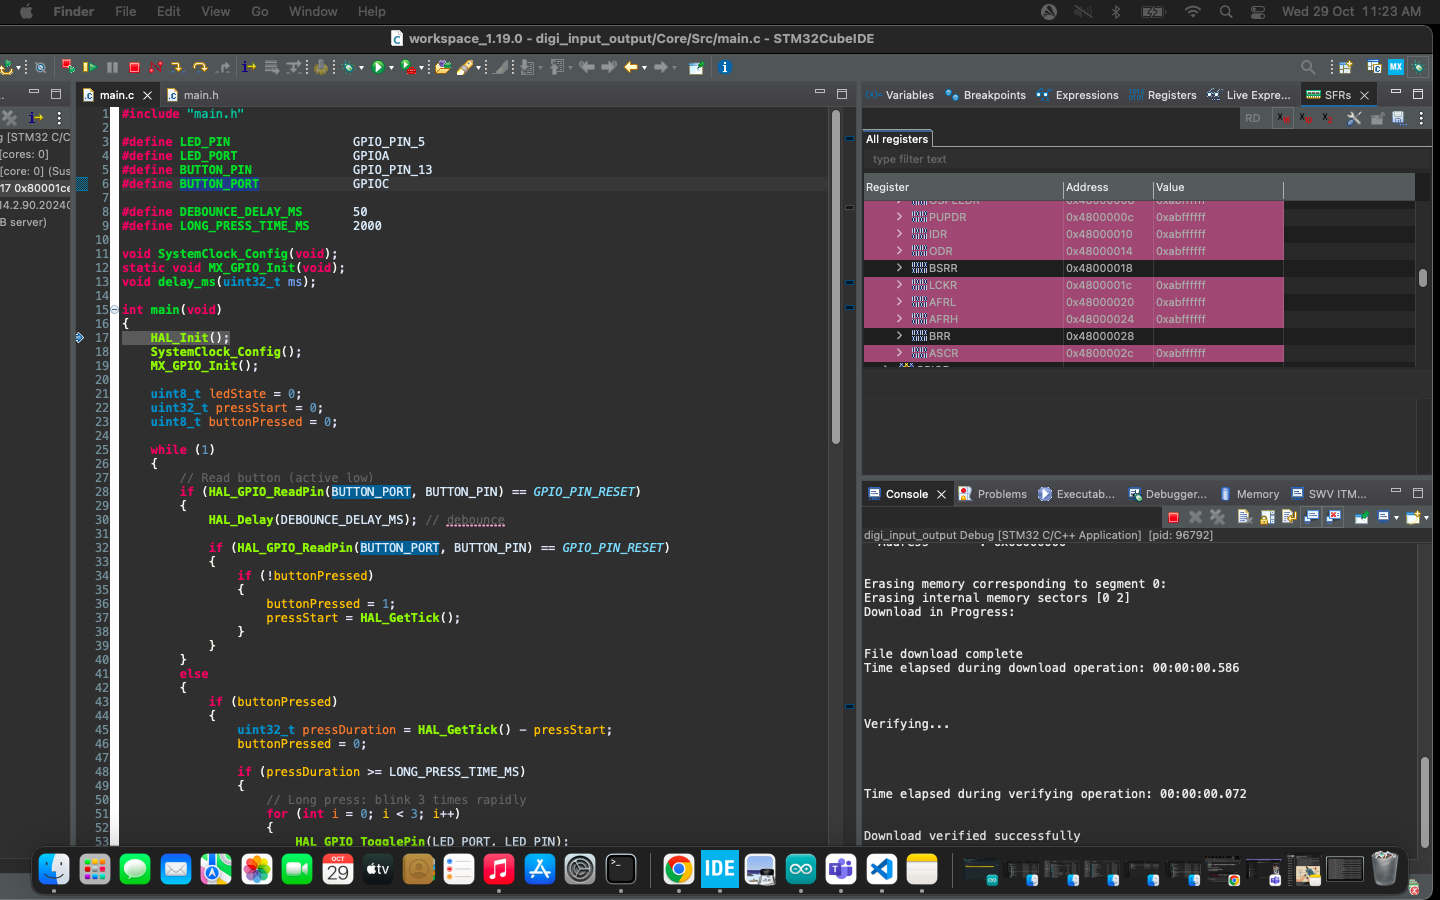 Finder File Edit View Go Window Help Wed 29 Oct 11:23 AM
workspace_1.19.0 - digi_input_output/Core/Src/main.c - STM32CubeIDE
main.c
main.h
g [STM32 C/C
[cores: 0]
[core: 0] (Sus
17 0x80001ce
14.2.90.20240
B server)
1 #include "main.h"
2
3 #define LED_PIN GPIO_PIN_5
4 #define LED_PORT GPIOA
5 #define BUTTON_PIN GPIO_PIN_13
6 #define BUTTON_PORT GPIOC
7
8 #define DEBOUNCE_DELAY_MS 50
9 #define LONG_PRESS_TIME_MS 2000
10
11 void SystemClock_Config(void);
12 static void MX_GPIO_Init(void);
13 void delay_ms(uint32_t ms);
14
15 int main(void)
16 {
17 HAL_Init();
18 SystemClock_Config();
19 MX_GPIO_Init();
20
21 uint8_t ledState = 0;
22 uint32_t pressStart = 0;
23 uint8_t buttonPressed = 0;
24
25 while (1)
26 {
27 // Read button (active low)
28 if (HAL_GPIO_ReadPin(BUTTON_PORT, BUTTON_PIN) == GPIO_PIN_RESET)
29 {
30 HAL_Delay(DEBOUNCE_DELAY_MS); // debounce
31
32 if (HAL_GPIO_ReadPin(BUTTON_PORT, BUTTON_PIN) == GPIO_PIN_RESET)
33 {
34 if (!buttonPressed)
35 {
36 buttonPressed = 1;
37 pressStart = HAL_GetTick();
38 }
39 }
40 }
41 else
42 {
43 if (buttonPressed)
44 {
45 uint32_t pressDuration = HAL_GetTick() - pressStart;
46 buttonPressed = 0;
47
48 if (pressDuration >= LONG_PRESS_TIME_MS)
49 {
50 // Long press: blink 3 times rapidly
51 for (int i = 0; i < 3; i++)
52 {
53 HAL_GPIO_TogglePin(LED_PORT, LED_PIN);
Variables Breakpoints Expressions Registers Live Expre... SFRs
RD
All registers
type filter text
Register Address Value
PUPDR 0x4800000c 0xabffffff
IDR 0x48000010 0xabffffff
ODR 0x48000014 0xabffffff
BSRR 0x48000018
LCKR 0x4800001c 0xabffffff
AFRL 0x48000020 0xabffffff
AFRH 0x48000024 0xabffffff
BRR 0x48000028
ASCR 0x4800002c 0xabffffff
Console Problems Executab... Debugger... Memory SWV ITM...
digi_input_output Debug [STM32 C/C++ Application] [pid: 96792]
Erasing memory corresponding to segment 0:
Erasing internal memory sectors [0 2]
Download in Progress:
File download complete
Time elapsed during download operation: 00:00:00.586
Verifying...
Time elapsed during verifying operation: 00:00:00.072
Download verified successfully
OCT
29
tv
IDE